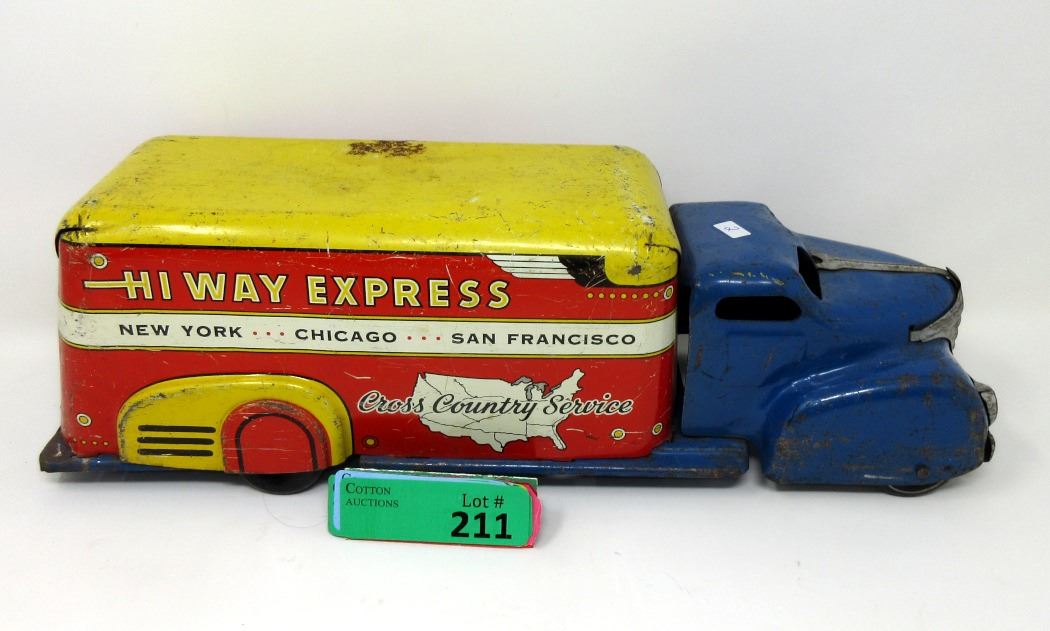 HI WAY EXPRESS
NEW YORK ... CHICAGO ... SAN FRANCISCO
Cross Country Service
COTTON
AUCTIONS
Lot #
211